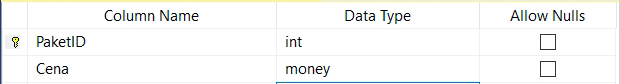 Column Name Data Type Allow Nulls
PaketID int
Cena money